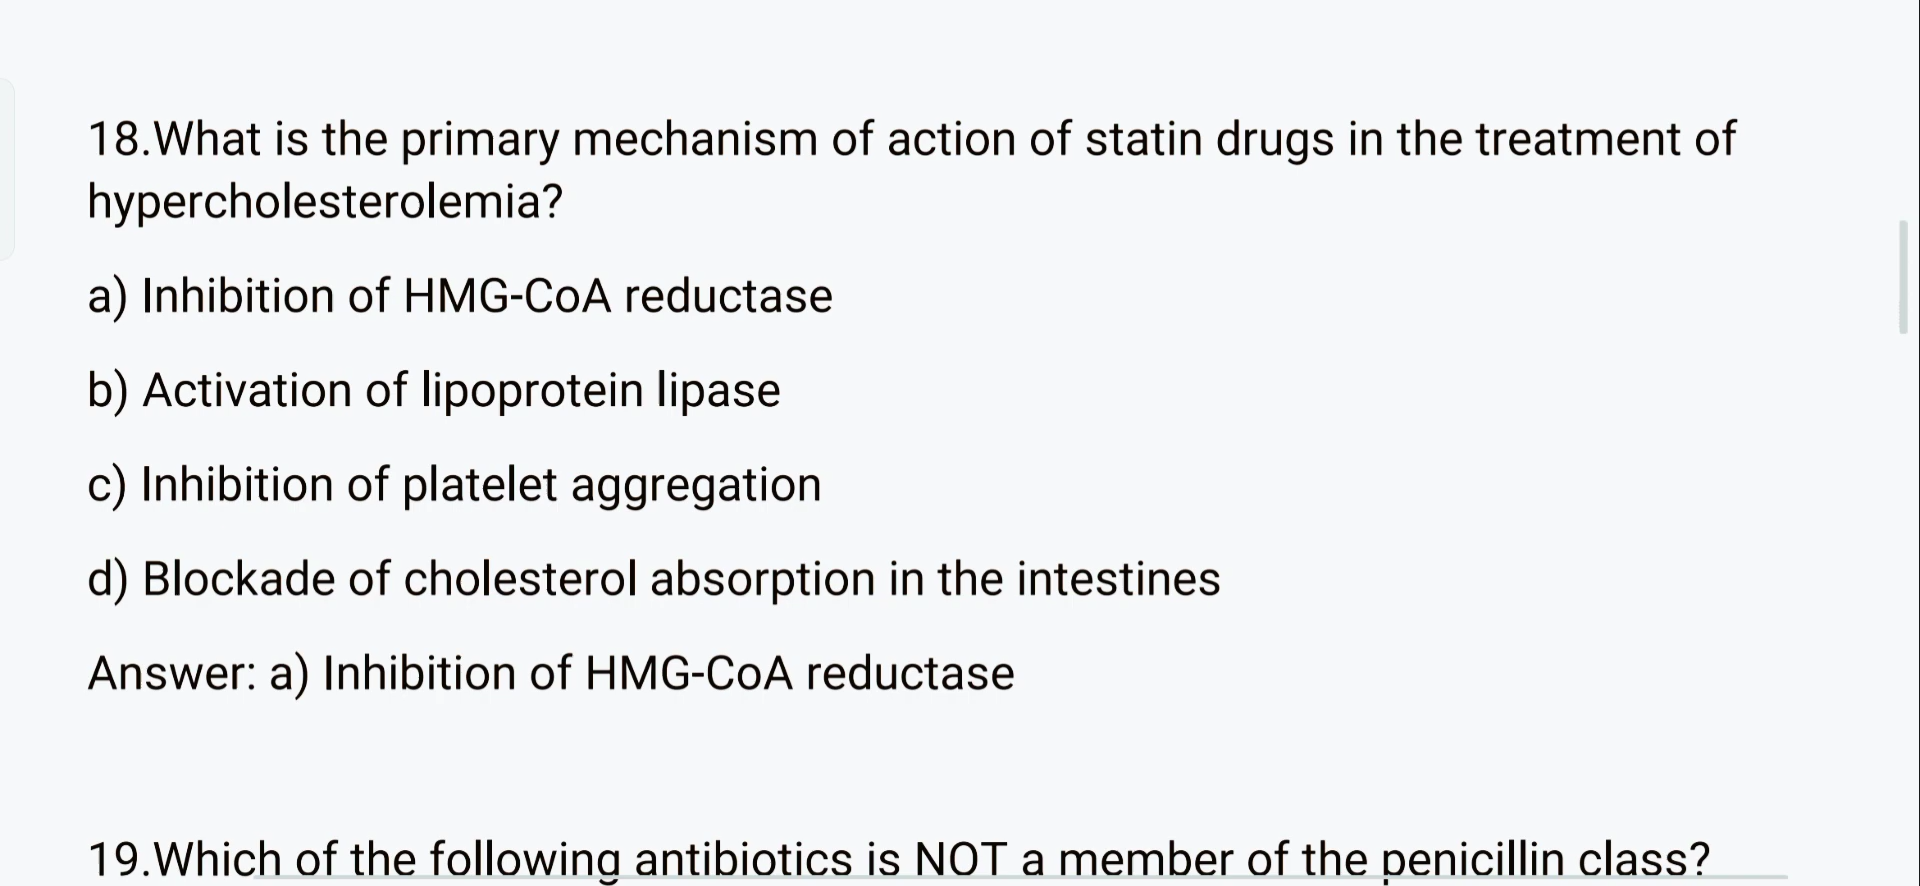 18.What is the primary mechanism of action of statin drugs in the treatment of
hypercholesterolemia?
a) Inhibition of HMG-CoA reductase
b) Activation of lipoprotein lipase
c) Inhibition of platelet aggregation
d) Blockade of cholesterol absorption in the intestines
Answer: a) Inhibition of HMG-CoA reductase
19.Which of the following antibiotics is NOT a member of the penicillin class?